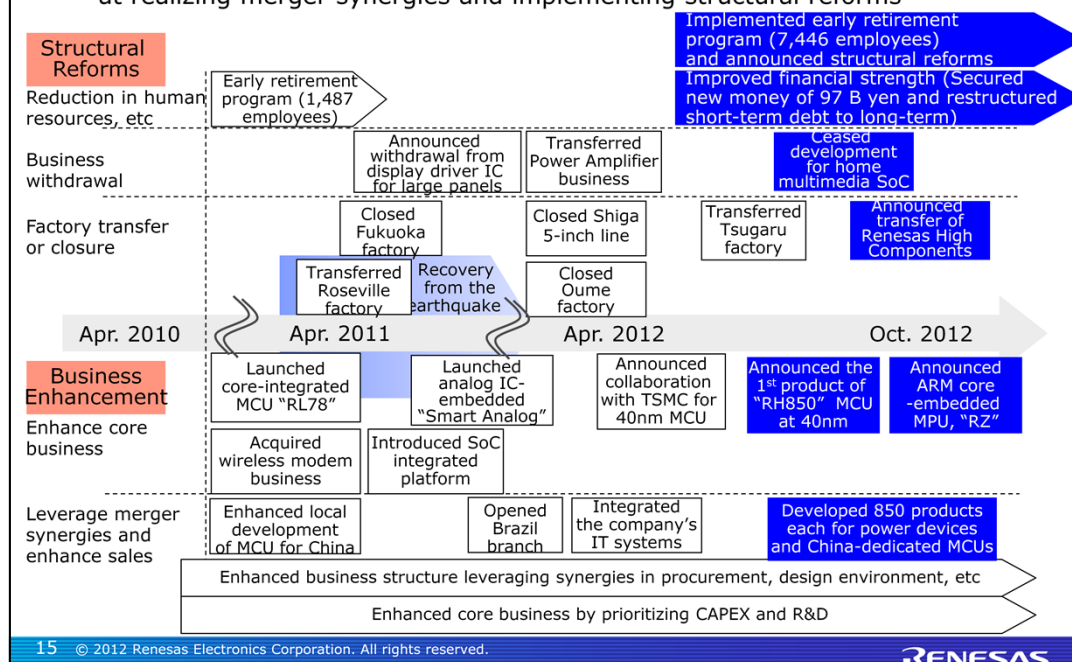 at realizing merger synergies and implementing structural reforms
Structural
Reforms
Reduction in human
resources, etc
Early retirement
program (1,487
employees)
Implemented early retirement
program (7,446 employees)
and announced structural reforms
Improved financial strength (Secured
new money of 97 B yen and restructured
short-term debt to long-term)
Business
withdrawal
Announced
withdrawal from
display driver IC
for large panels
Transferred
Power Amplifier
business
Ceased
development
for home
multimedia SoC
Factory transfer
or closure
Closed
Fukuoka
factory
Closed Shiga
5-inch line
Transferred
Tsugaru
factory
Announced
transfer of
Renesas High
Components
Transferred
Roseville
factory
Recovery
from the
earthquake
Closed
Oume
factory
Apr. 2010
Apr. 2011
Apr. 2012
Oct. 2012
Business
Enhancement
Enhance core
business
Launched
core-integrated
MCU “RL78”
Launched
analog IC-
embedded
“Smart Analog”
Announced
collaboration
with TSMC for
40nm MCU
Announced the
1st product of
“RH850” MCU
at 40nm
Announced
ARM core
-embedded
MPU, “RZ”
Acquired
wireless modem
business
Introduced SoC
integrated
platform
Leverage merger
synergies and
enhance sales
Enhanced local
development
of MCU for China
Opened
Brazil
branch
Integrated
the company’s
IT systems
Developed 850 products
each for power devices
and China-dedicated MCUs
Enhanced business structure leveraging synergies in procurement, design environment, etc
Enhanced core business by prioritizing CAPEX and R&D
15 © 2012 Renesas Electronics Corporation. All rights reserved.
RENESAS